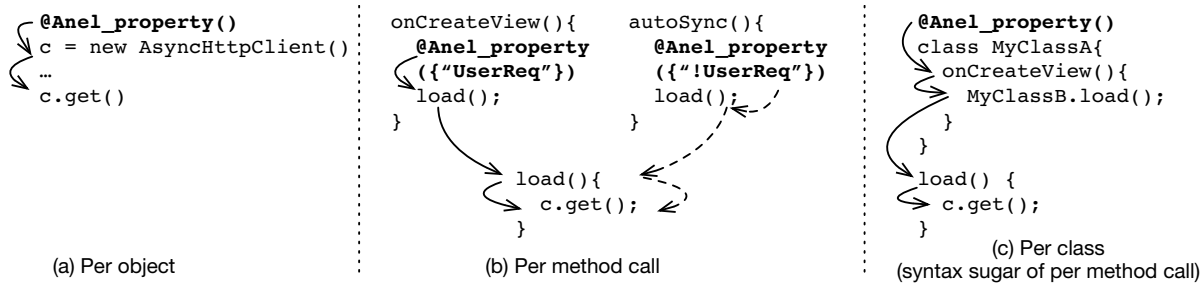 @Anel_property()
c = new AsyncHttpClient()
…
c.get()
(a) Per object
onCreateView(){
@Anel_property
({“UserReq”})
load();
}
autoSync(){
@Anel_property
({“!UserReq”})
load();
}
load(){
c.get();
}
(b) Per method call
@Anel_property()
class MyClassA{
onCreateView(){
MyClassB.load();
}
}
load() {
c.get();
}
(c) Per class
(syntax sugar of per method call)